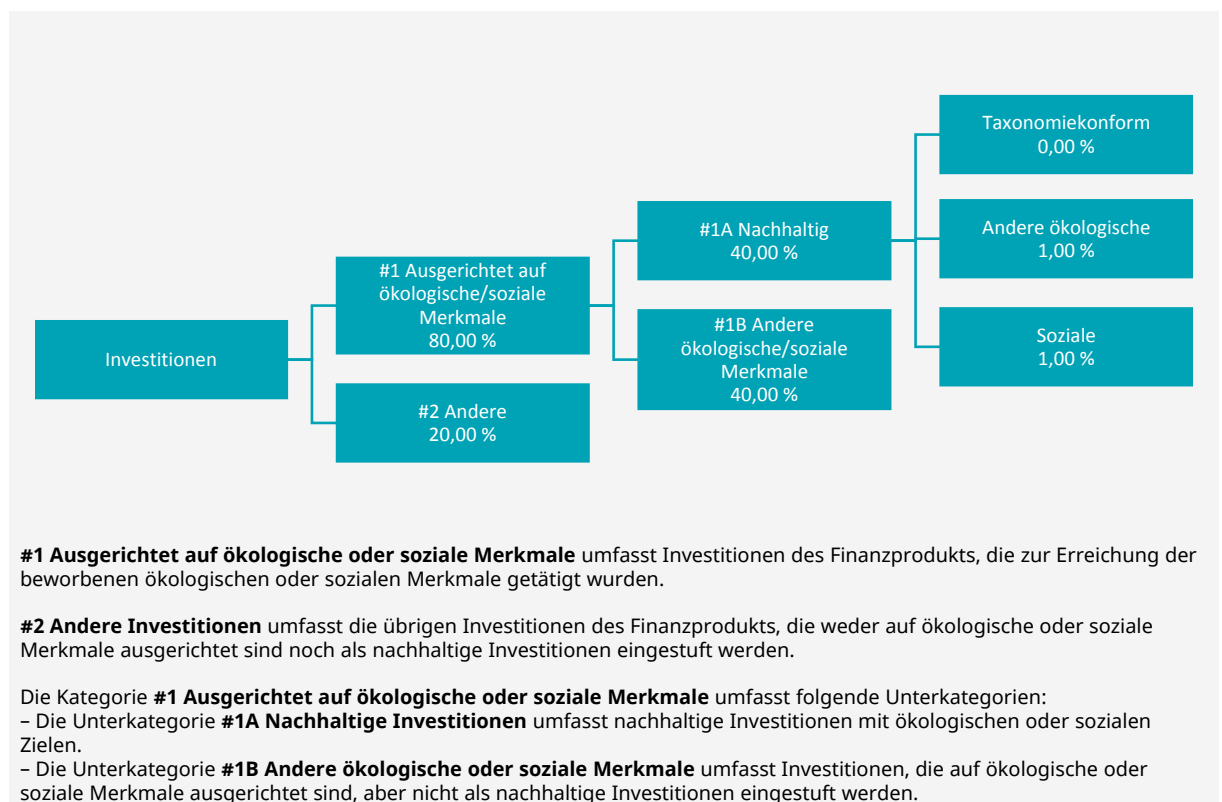 Taxonomiekonform
0,00 %
#1A Nachhaltig
40,00 %
Andere ökologische
1,00 %
#1 Ausgerichtet auf
ökologische/soziale
Merkmale
80,00 %
#1B Andere
ökologische/soziale
Merkmale
40,00 %
Soziale
1,00 %
Investitionen
#2 Andere
20,00 %
#1 Ausgerichtet auf ökologische oder soziale Merkmale umfasst Investitionen des Finanzprodukts, die zur Erreichung der
beworbenen ökologischen oder sozialen Merkmale getätigt wurden.
#2 Andere Investitionen umfasst die übrigen Investitionen des Finanzprodukts, die weder auf ökologische oder soziale
Merkmale ausgerichtet sind noch als nachhaltige Investitionen eingestuft werden.
Die Kategorie #1 Ausgerichtet auf ökologische oder soziale Merkmale umfasst folgende Unterkategorien:
– Die Unterkategorie #1A Nachhaltige Investitionen umfasst nachhaltige Investitionen mit ökologischen oder sozialen
Zielen.
– Die Unterkategorie #1B Andere ökologische oder soziale Merkmale umfasst Investitionen, die auf ökologische oder
soziale Merkmale ausgerichtet sind, aber nicht als nachhaltige Investitionen eingestuft werden.